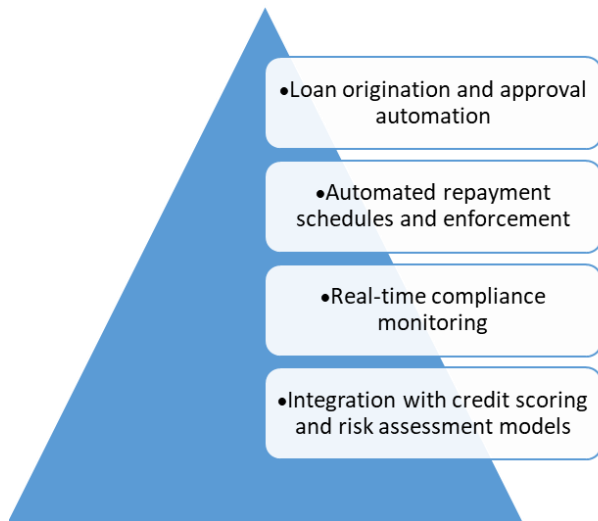 •Loan origination and approval
automation
•Automated repayment
schedules and enforcement
•Real-time compliance
monitoring
•Integration with credit scoring
and risk assessment models